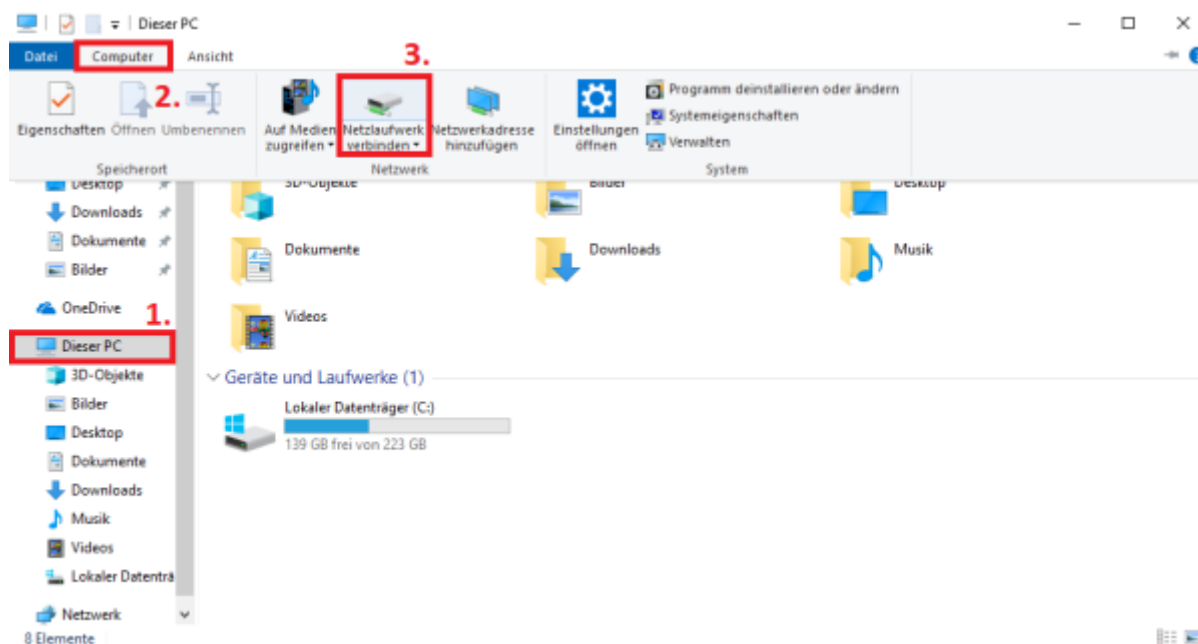 Dieser PC
Datei Computer Ansicht
3.
2.
Eigenschaften Öffnen Umbenennen
Auf Medien zugreifen
Netzlaufwerk verbinden
Netzwerkadresse hinzufügen
Einstellungen öffnen
Programm deinstallieren oder ändern
Systemeigenschaften
Verwalten
Speicherort
Netzwerk
System
Desktop
Downloads
Dokumente
Bilder
OneDrive
1.
Dieser PC
3D-Objekte
Bilder
Desktop
Dokumente
Downloads
Musik
Videos
Lokaler Datenträ
Netzwerk
3D-Objekte
Bilder
Desktop
Dokumente
Downloads
Musik
Videos
Geräte und Laufwerke (1)
Lokaler Datenträger (C:)
139 GB frei von 223 GB
8 Elemente